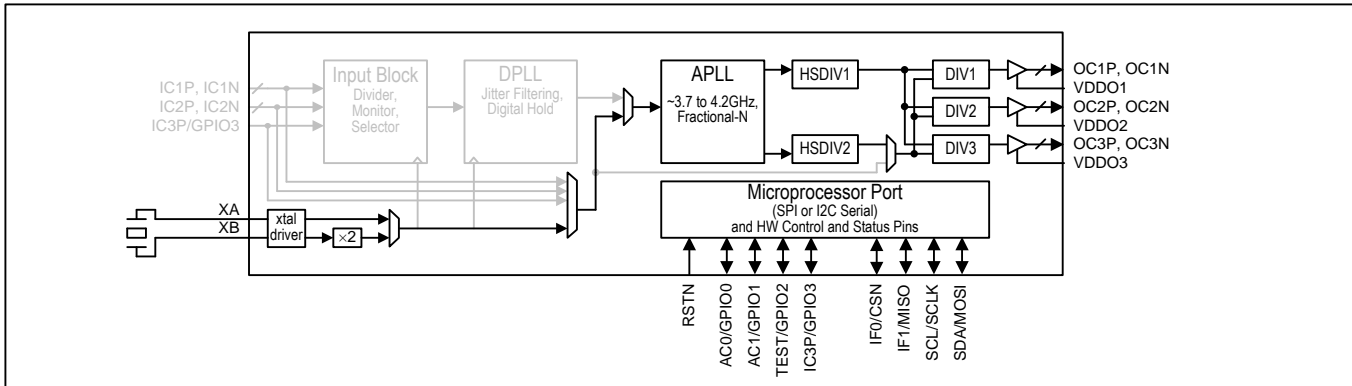 IC1P, IC1N
IC2P, IC2N
IC3P/GPIO3
Input Block
Divider,
Monitor,
Selector
DPLL
Jitter Filtering,
Digital Hold
APLL
~3.7 to 4.2GHz,
Fractional-N
HSDIV1
HSDIV2
DIV1
DIV2
DIV3
OC1P, OC1N
VDDO1
OC2P, OC2N
VDDO2
OC3P, OC3N
VDDO3
XA
XB
xtal
driver
×2
Microprocessor Port
(SPI or I2C Serial)
and HW Control and Status Pins
RSTN
AC0/GPIO0
AC1/GPIO1
TEST/GPIO2
IC3P/GPIO3
IF0/CSN
IF1/MISO
SCL/SCLK
SDA/MOSI